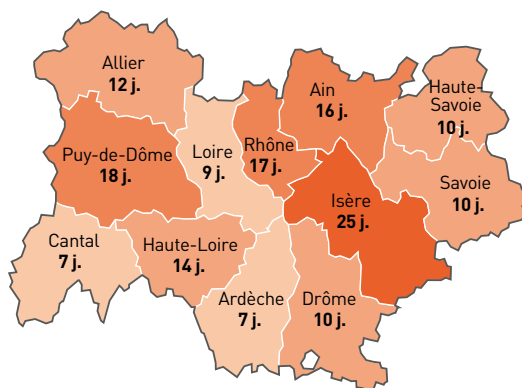 Allier
12 j.
Ain
16 j.
Haute-
Savoie
10 j.
Puy-de-Dôme
18 j.
Loire
9 j.
Rhône
17 j.
Isère
25 j.
Savoie
10 j.
Cantal
7 j.
Haute-Loire
14 j.
Ardèche
7 j.
Drôme
10 j.